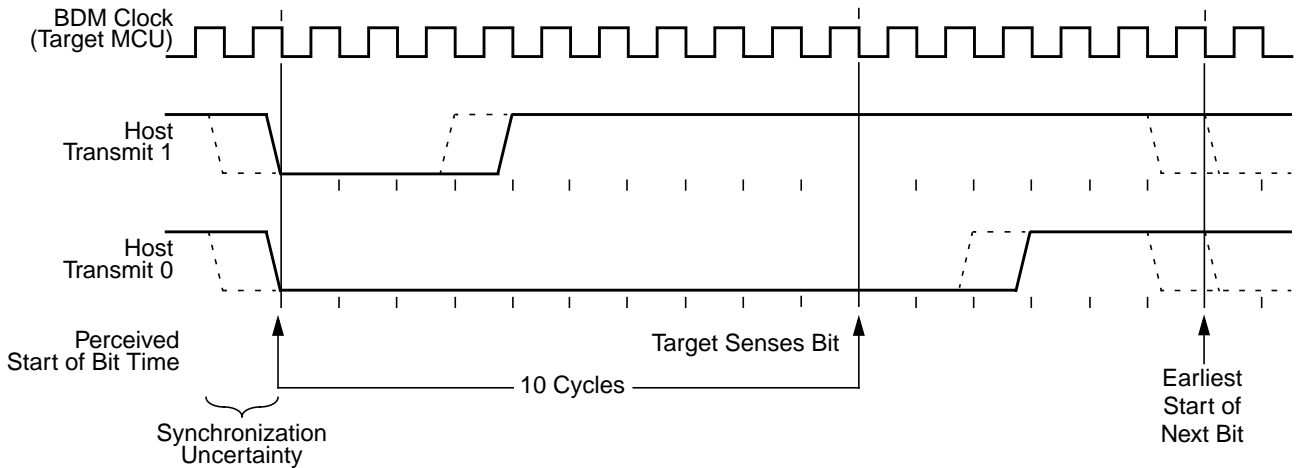 BDM Clock
(Target MCU)
Host
Transmit 1
Host
Transmit 0
Perceived
Start of Bit Time
Target Senses Bit
10 Cycles
Synchronization
Uncertainty
Earliest
Start of
Next Bit